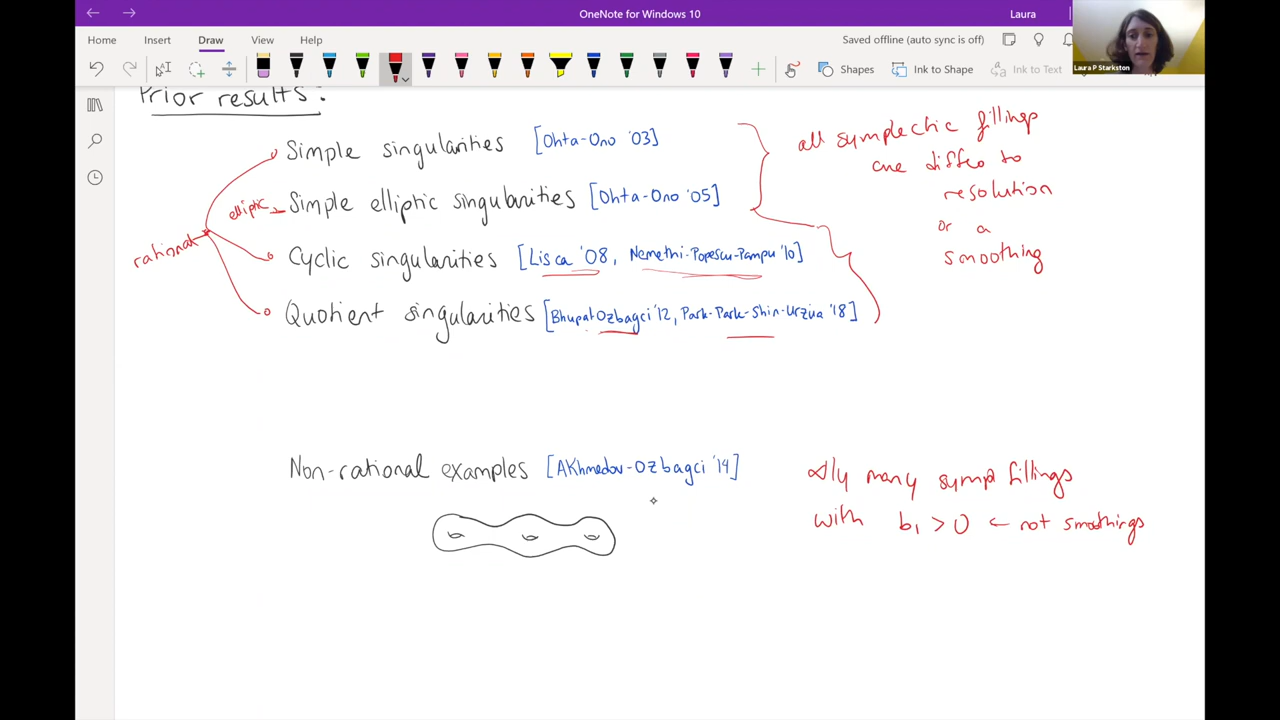 OneNote for Windows 10
Laura
Home Insert Draw View Help
Saved offline (auto sync is off)
Shapes Ink to Shape Ink to Text
Laura P Starkston
Prior results:
Simple singularities [Ohta-Ono '03]
Simple elliptic singularities [Ohta-Ono '05]
Cyclic singularities [Lisca '08, Nemethi-Popescu-Pampu '10]
Quotient singularities [Bhupal-Ozbagci '12, Park-Park-Shin-Urzua '18]
elliptic
rational
all symplectic fillings
are diffeo to
resolution
or a
smoothing
Non-rational examples [AKhmedov-Ozbagci '14]
∞ly many symp fillings
with b₁ > 0 ← not smoothings